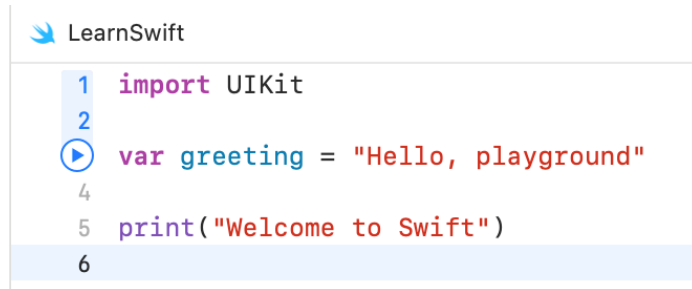 LearnSwift
1 import UIKit
2
var greeting = "Hello, playground"
4
5 print("Welcome to Swift")
6